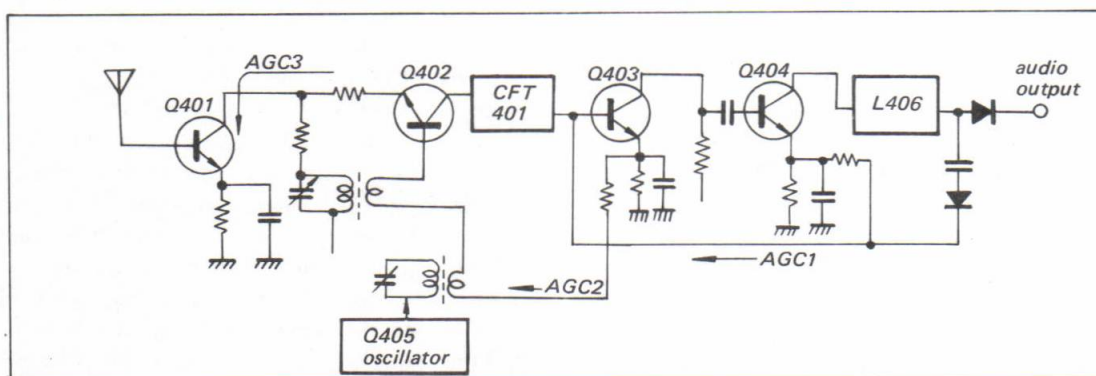 AGC3
Q401
Q402
CFT
401
Q403
Q404
L406
audio
output
AGC1
AGC2
Q405
oscillator